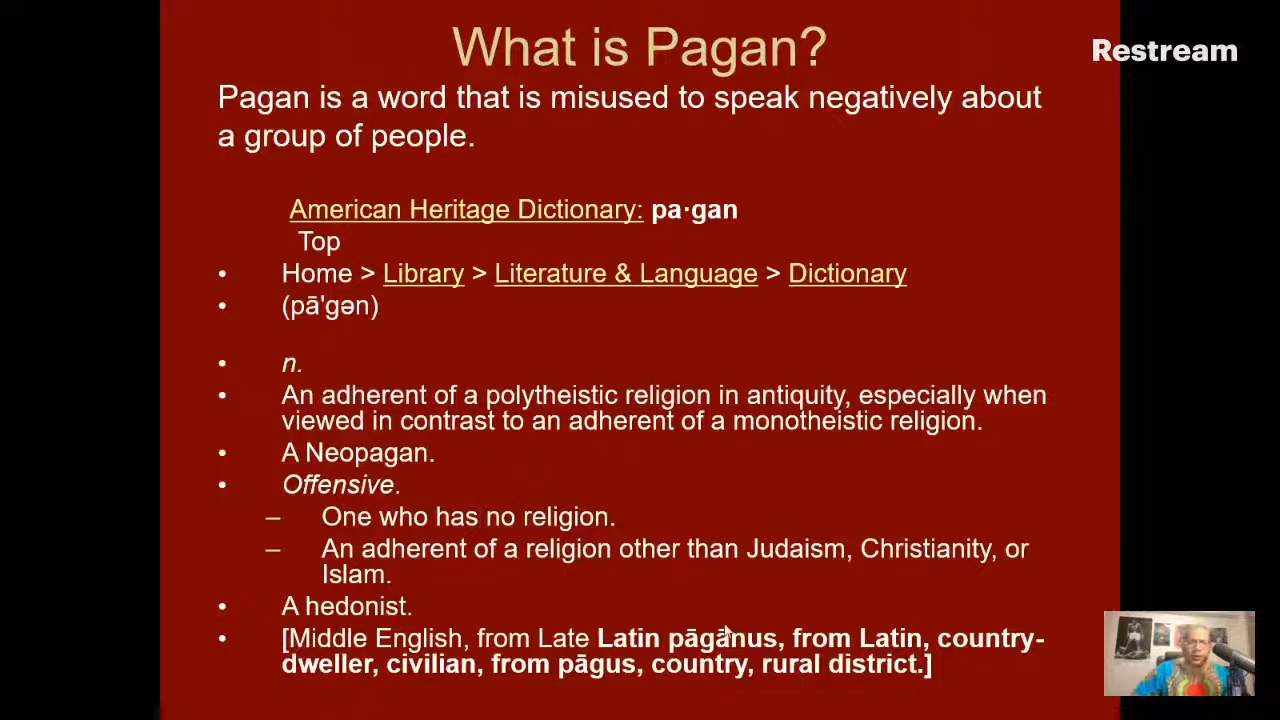 What is Pagan?
Restream
Pagan is a word that is misused to speak negatively about
a group of people.
American Heritage Dictionary: pa·gan
Top
• Home > Library > Literature & Language > Dictionary
• (pā'gən)
• n.
• An adherent of a polytheistic religion in antiquity, especially when
viewed in contrast to an adherent of a monotheistic religion.
• A Neopagan.
• Offensive.
– One who has no religion.
– An adherent of a religion other than Judaism, Christianity, or
Islam.
• A hedonist.
• [Middle English, from Late Latin pāgānus, from Latin, country-
dweller, civilian, from pāgus, country, rural district.]